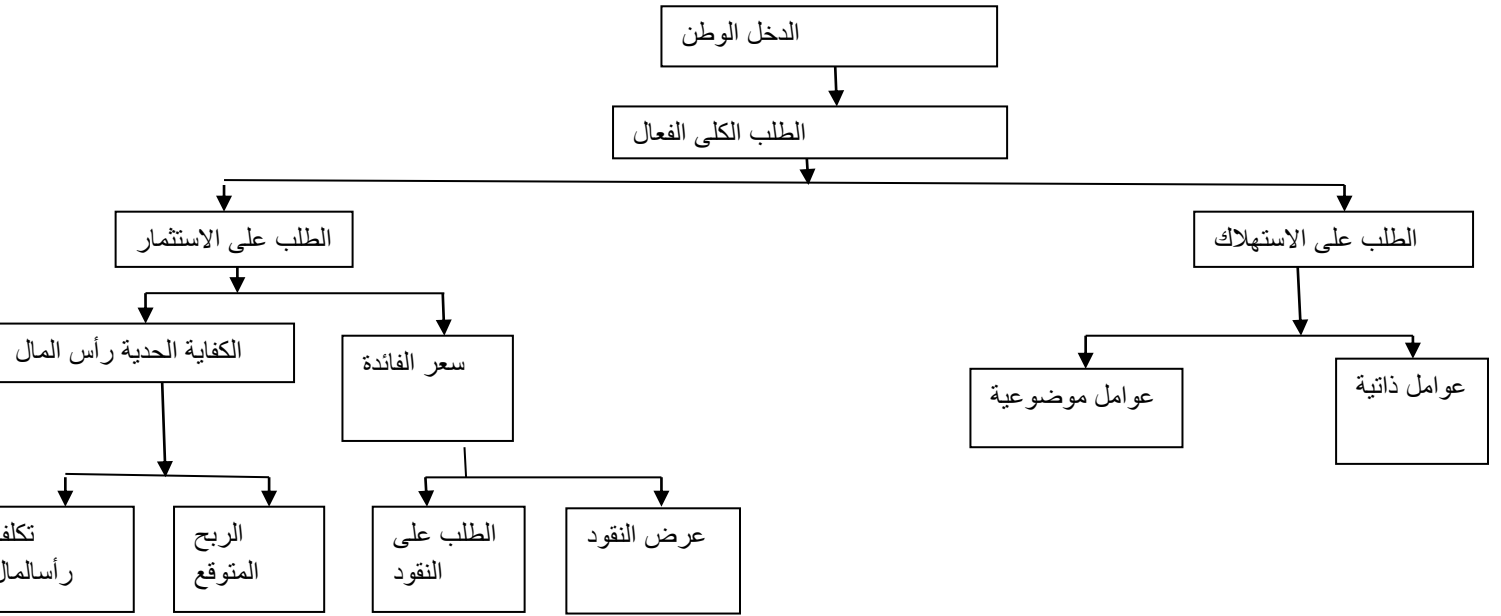 الدخل الوطن
الطلب الكلى الفعال
الطلب على الاستهلاك
الطلب على الاستثمار
عوامل ذاتية
عوامل موضوعية
سعر الفائدة
الكفاية الحدية رأس المال
عرض النقود
الطلب على
النقود
الربح
المتوقع
رأسالمال